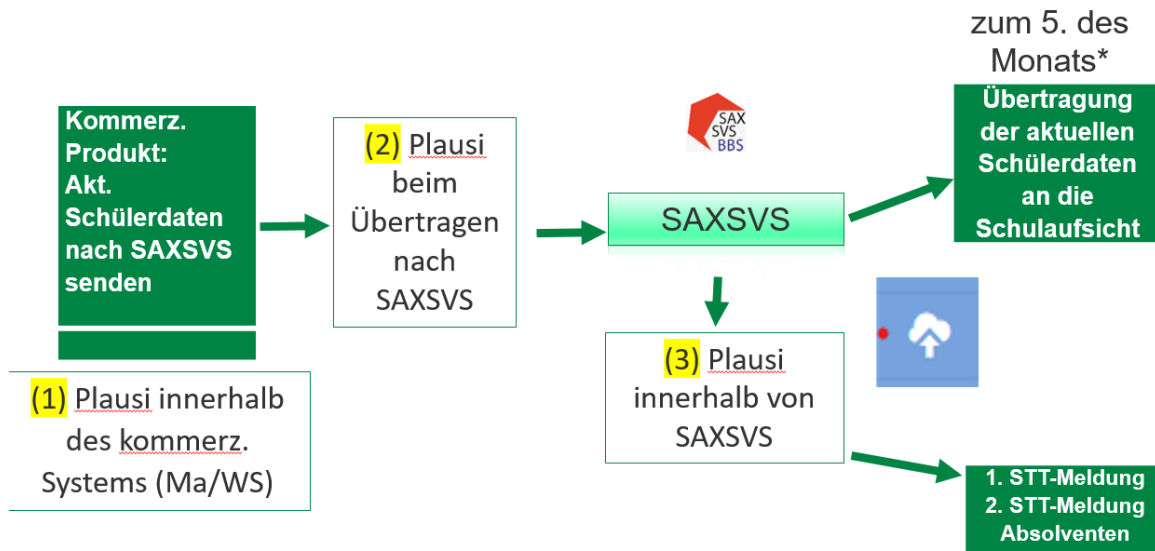 zum 5. des
Monats*
Kommerz.
Produkt:
Akt.
Schülerdaten
nach SAXSVS
senden
(2) Plausi
beim
Übertragen
nach
SAXSVS
SAX
SVS
BBS
SAXSVS
Übertragung
der aktuellen
Schülerdaten
an die
Schulaufsicht
(1) Plausi innerhalb
des kommerz.
Systems (Ma/WS)
(3) Plausi
innerhalb von
SAXSVS
1. STT-Meldung
2. STT-Meldung
Absolventen